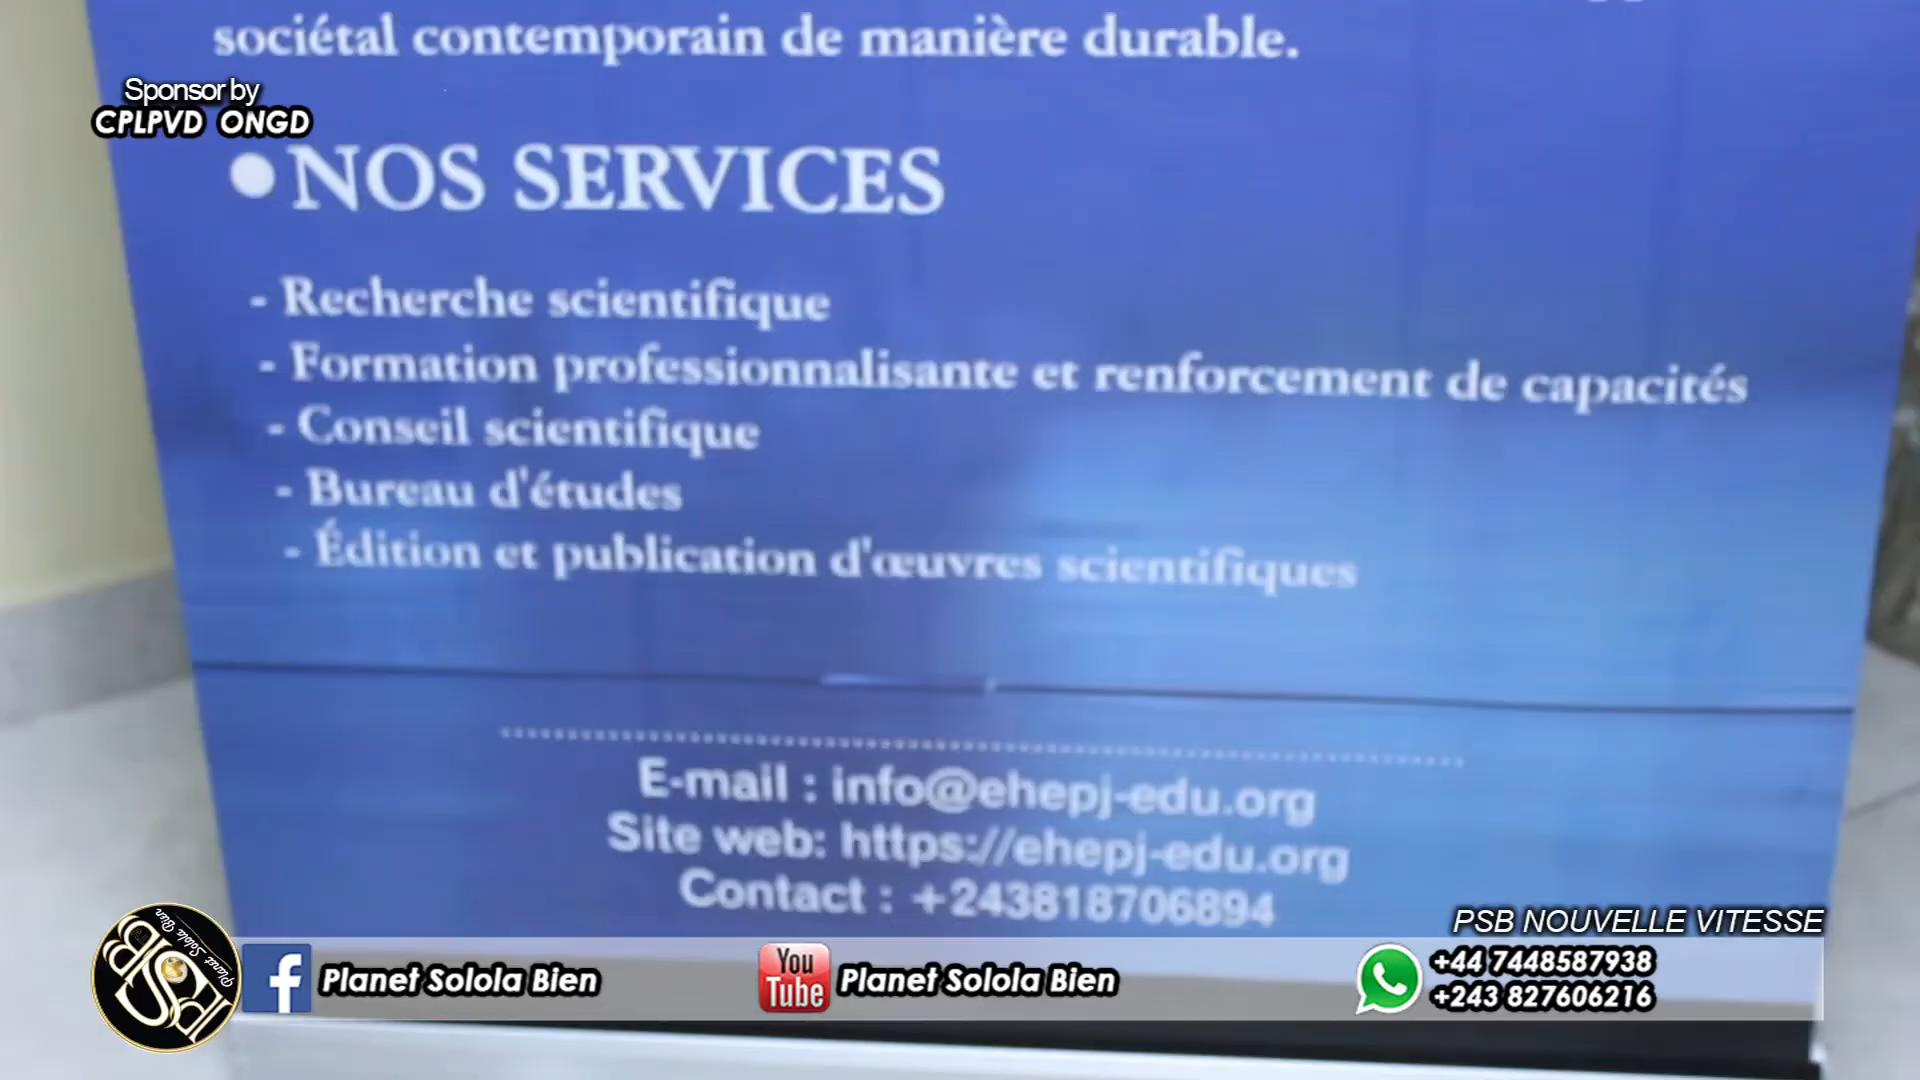 sociétal contemporain de manière durable.
Sponsor by
CPLPVD ONGD
●NOS SERVICES
- Recherche scientifique
- Formation professionnalisante et renforcement de capacités
- Conseil scientifique
- Bureau d'études
- Édition et publication d'œuvres scientifiques
E-mail : info@ehepj-edu.org
Site web: https://ehepj-edu.org
Contact : +243818706894
PSB NOUVELLE VITESSE
Planet Solola Bien
PSB
f Planet Solola Bien
You Tube Planet Solola Bien
+44 7448587938
+243 827606216